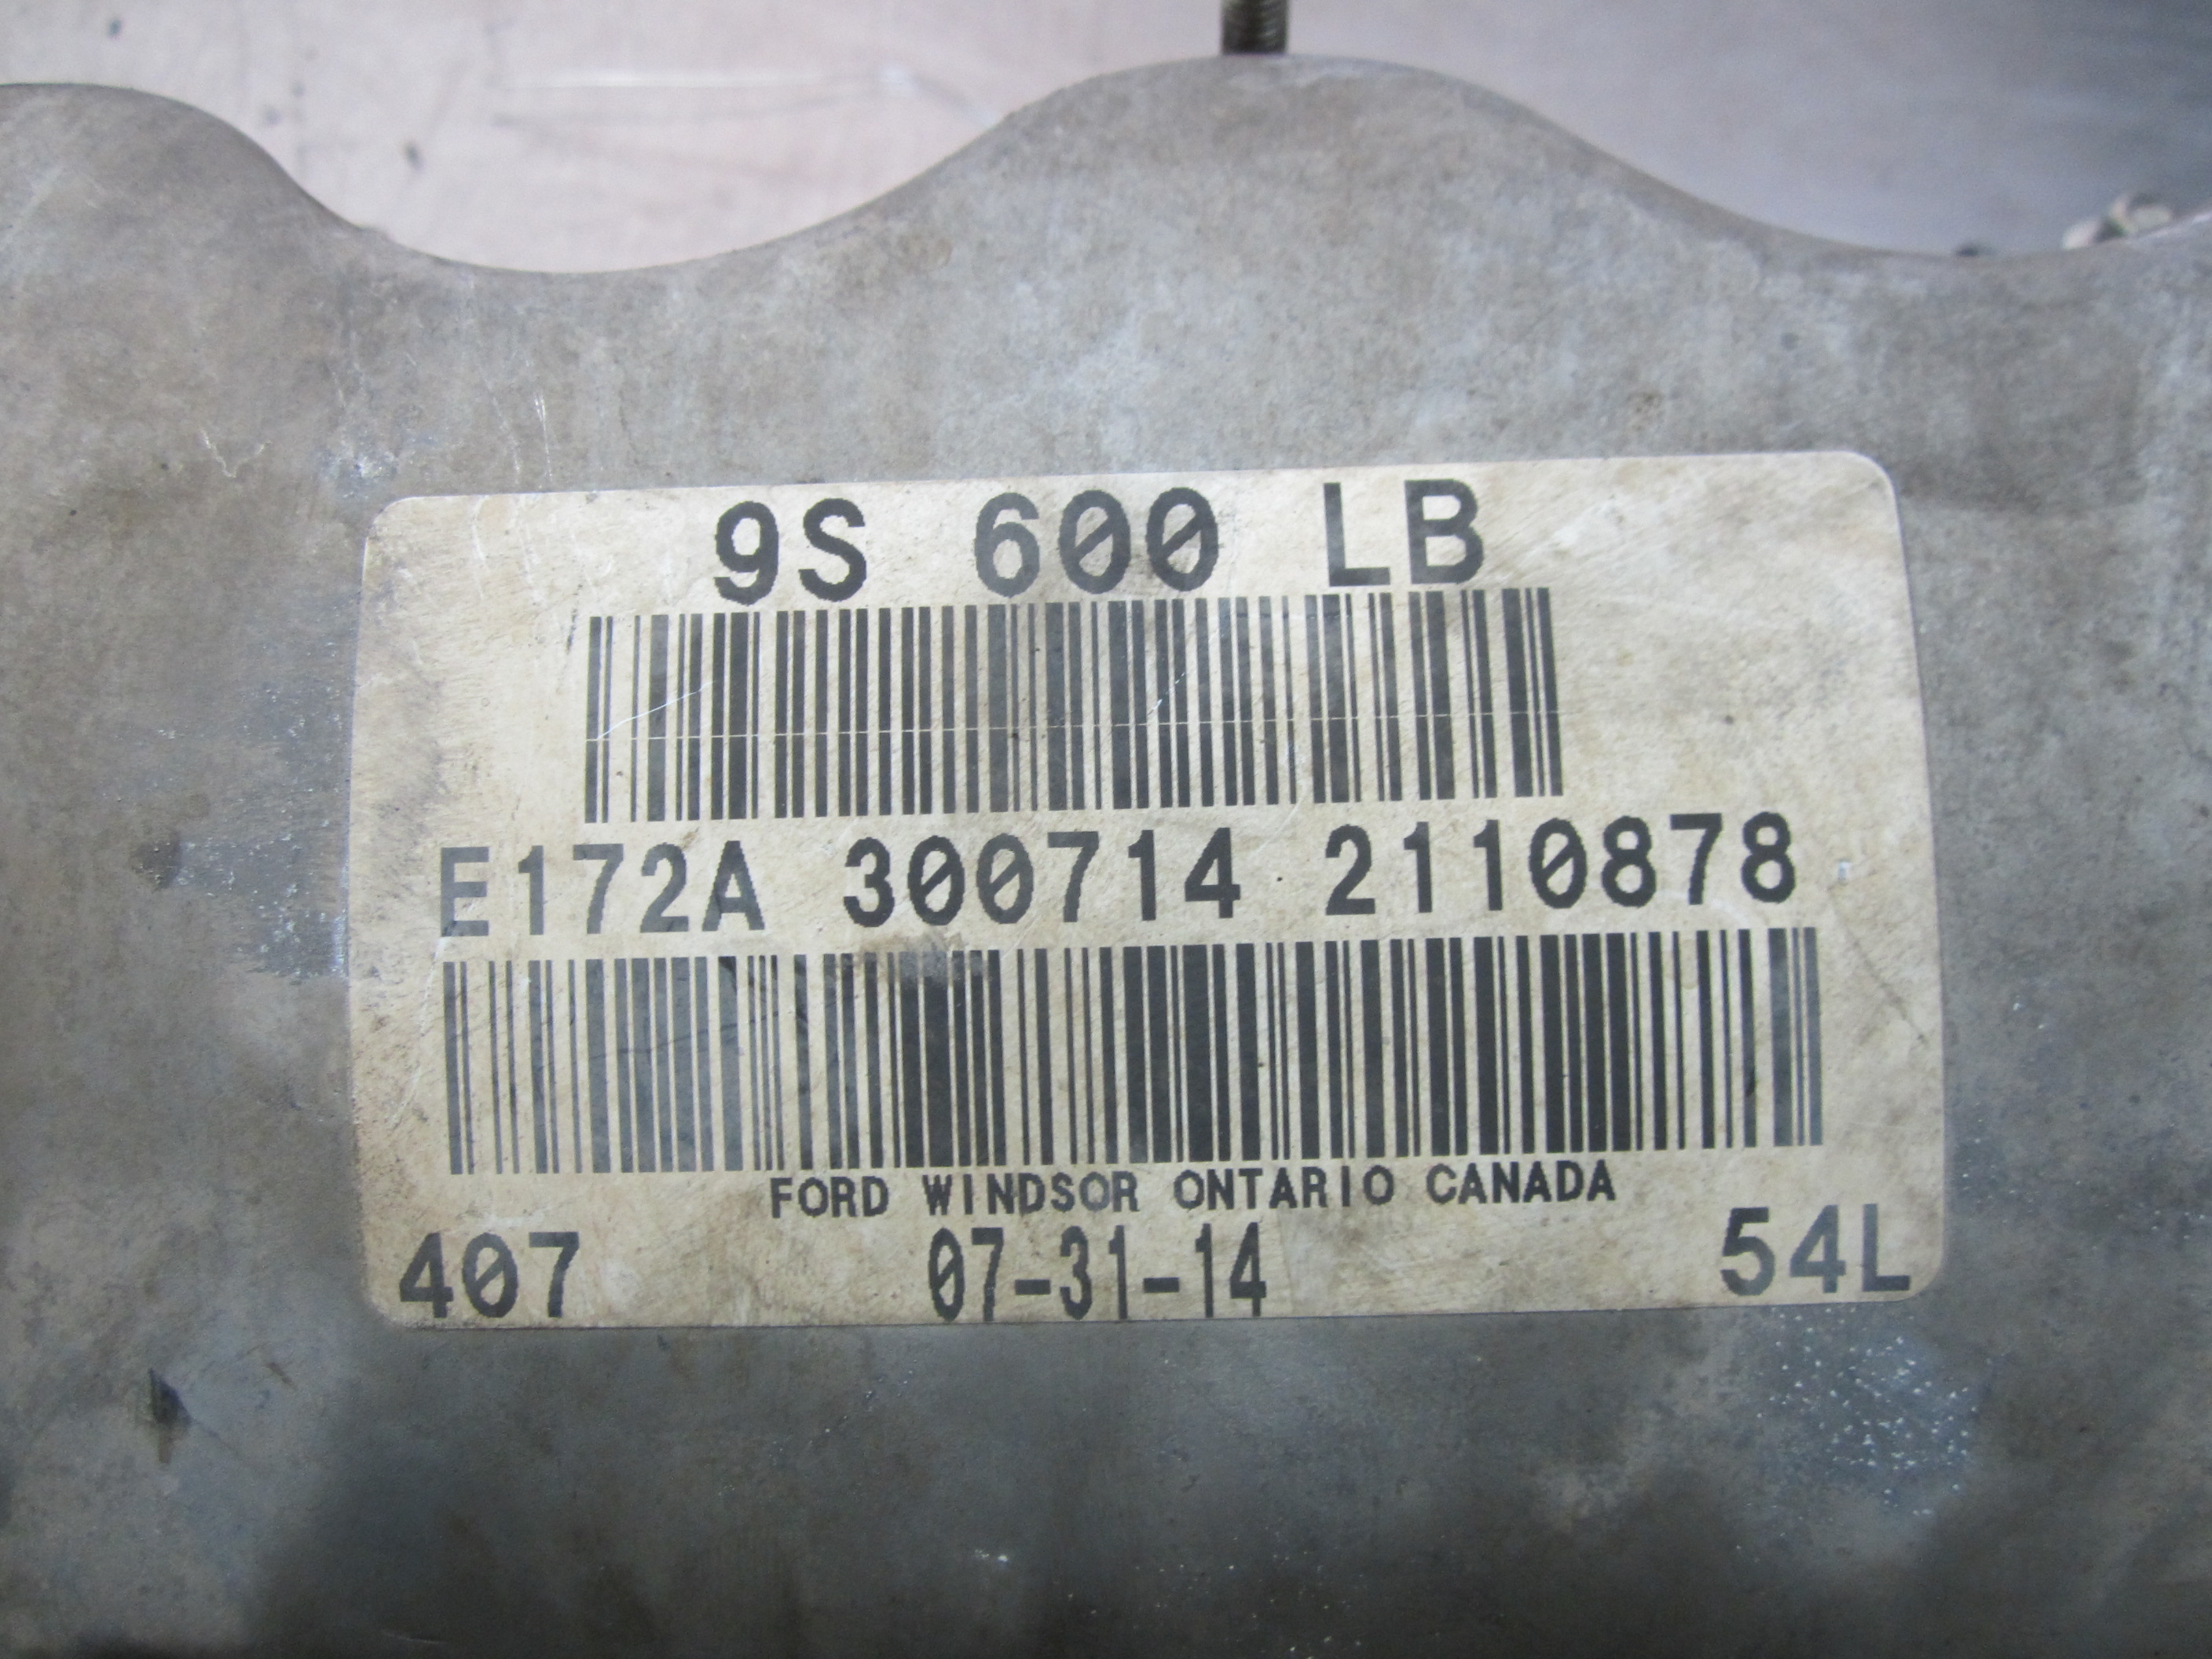 9S 600 LB
E172A 300714 2110878
FORD WINDSOR ONTARIO CANADA
407 07-31-14 54L